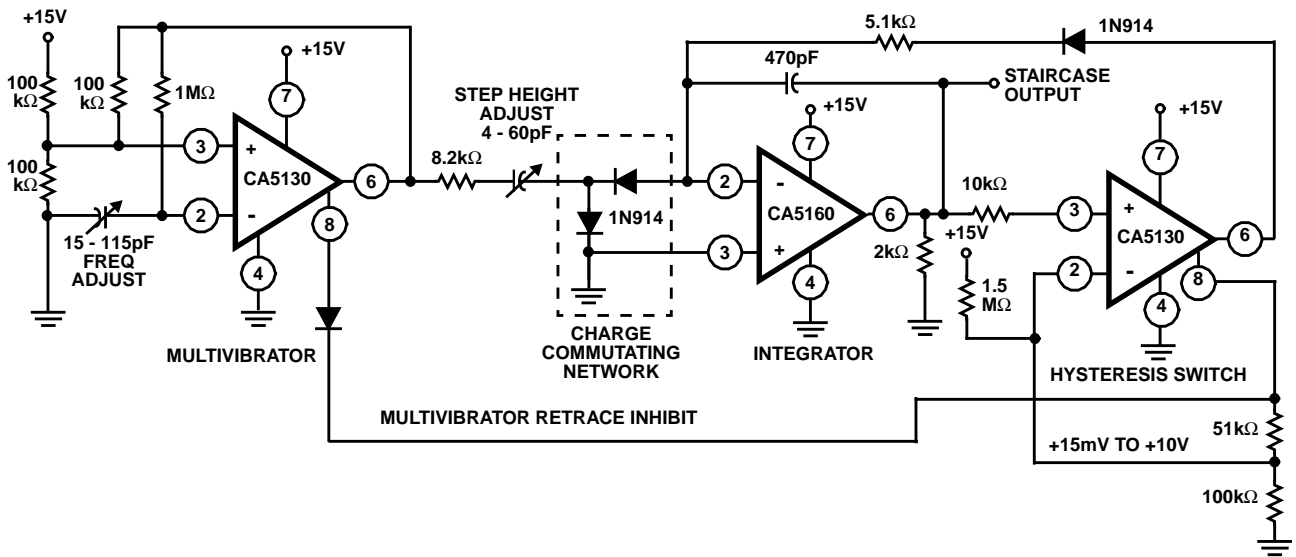 +15V
100
kΩ
100
kΩ
1MΩ
+15V
7
100
kΩ
3
+
CA5130
2
-
6
8
4
15 - 115pF
FREQ
ADJUST
MULTIVIBRATOR
STEP HEIGHT
ADJUST
4 - 60pF
8.2kΩ
1N914
CHARGE
COMMUTATING
NETWORK
5.1kΩ
1N914
470pF
STAIRCASE
OUTPUT
+15V
7
2
-
CA5160
3
+
6
4
INTEGRATOR
2kΩ
10kΩ
+15V
1.5
MΩ
+15V
7
3
+
CA5130
2
-
6
8
4
HYSTERESIS SWITCH
MULTIVIBRATOR RETRACE INHIBIT
51kΩ
+15mV TO +10V
100kΩ